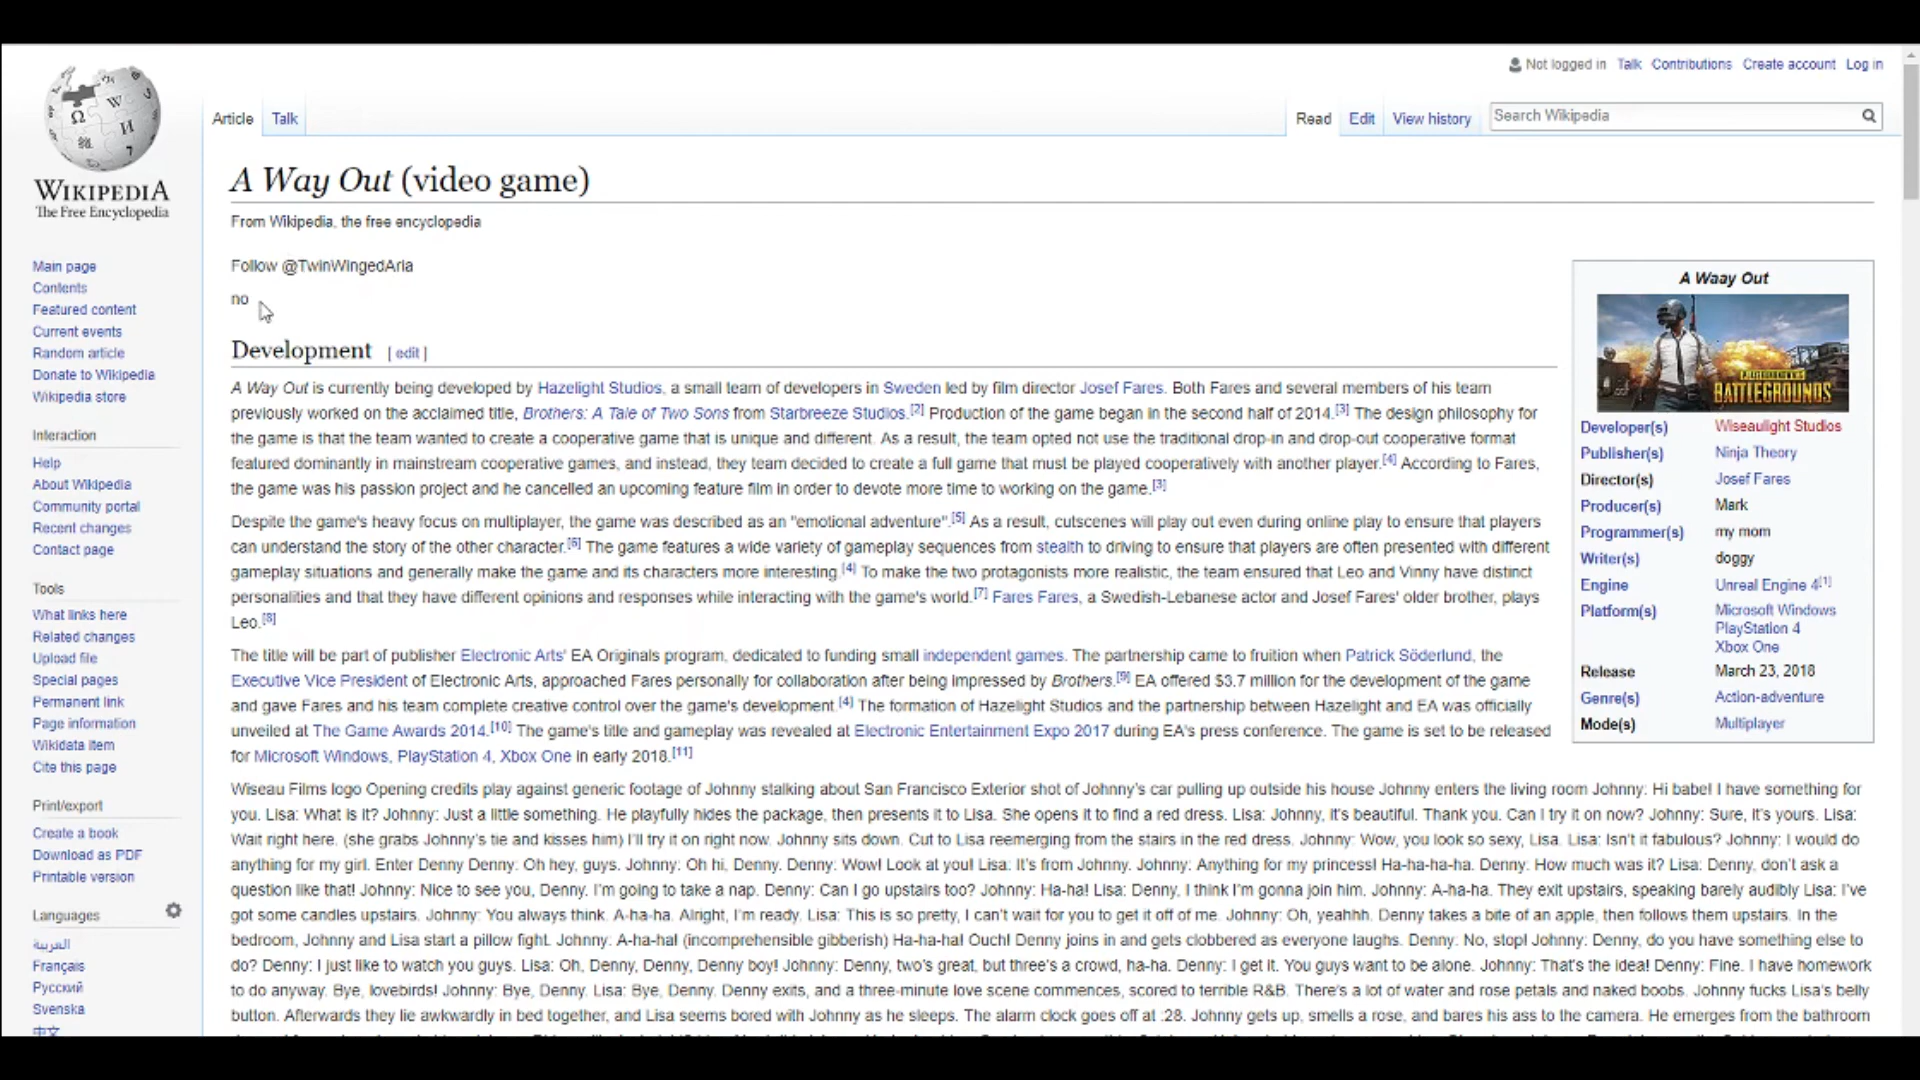 Not logged in Talk Contributions Create account Log in
Article Talk Read Edit View history Search Wikipedia
WIKIPEDIA
The Free Encyclopedia
Main page
Contents
Featured content
Current events
Random article
Donate to Wikipedia
Wikipedia store
Interaction
Help
About Wikipedia
Community portal
Recent changes
Contact page
Tools
What links here
Related changes
Upload file
Special pages
Permanent link
Page information
Wikidata item
Cite this page
Print/export
Create a book
Download as PDF
Printable version
Languages
العربية
Français
Русский
Svenska
中文
A Way Out (video game)
From Wikipedia, the free encyclopedia
Follow @TwinWingedAria
no
Development [ edit ]
A Way Out is currently being developed by Hazelight Studios, a small team of developers in Sweden led by film director Josef Fares. Both Fares and several members of his team
previously worked on the acclaimed title, Brothers: A Tale of Two Sons from Starbreeze Studios.[2] Production of the game began in the second half of 2014.[3] The design philosophy for
the game is that the team wanted to create a cooperative game that is unique and different. As a result, the team opted not use the traditional drop-in and drop-out cooperative format
featured dominantly in mainstream cooperative games, and instead, they team decided to create a full game that must be played cooperatively with another player.[4] According to Fares,
the game was his passion project and he cancelled an upcoming feature film in order to devote more time to working on the game.[3]
Despite the game's heavy focus on multiplayer, the game was described as an "emotional adventure".[5] As a result, cutscenes will play out even during online play to ensure that players
can understand the story of the other character.[6] The game features a wide variety of gameplay sequences from stealth to driving to ensure that players are often presented with different
gameplay situations and generally make the game and its characters more interesting.[4] To make the two protagonists more realistic, the team ensured that Leo and Vinny have distinct
personalities and that they have different opinions and responses while interacting with the game's world.[7] Fares Fares, a Swedish-Lebanese actor and Josef Fares' older brother, plays
Leo.[8]
The title will be part of publisher Electronic Arts' EA Originals program, dedicated to funding small independent games. The partnership came to fruition when Patrick Söderlund, the
Executive Vice President of Electronic Arts, approached Fares personally for collaboration after being impressed by Brothers.[9] EA offered $3.7 million for the development of the game
and gave Fares and his team complete creative control over the game's development.[4] The formation of Hazelight Studios and the partnership between Hazelight and EA was officially
unveiled at The Game Awards 2014.[10] The game's title and gameplay was revealed at Electronic Entertainment Expo 2017 during EA's press conference. The game is set to be released
for Microsoft Windows, PlayStation 4, Xbox One in early 2018.[11]
Wiseau Films logo Opening credits play against generic footage of Johnny stalking about San Francisco Exterior shot of Johnny's car pulling up outside his house Johnny enters the living room Johnny: Hi babe! I have something for
you. Lisa: What is it? Johnny: Just a little something. He playfully hides the package, then presents it to Lisa. She opens it to find a red dress. Lisa: Johnny, it's beautiful. Thank you. Can I try it on now? Johnny: Sure, it's yours. Lisa:
Wait right here. (she grabs Johnny's tie and kisses him) I'll try it on right now. Johnny sits down. Cut to Lisa reemerging from the stairs in the red dress. Johnny: Wow, you look so sexy, Lisa. Lisa: Isn't it fabulous? Johnny: I would do
anything for my girl. Enter Denny Denny: Oh hey, guys. Johnny: Oh hi, Denny. Denny: Wow! Look at you! Lisa: It's from Johnny. Johnny: Anything for my princess! Ha-ha-ha-ha. Denny: How much was it? Lisa: Denny, don't ask a
question like that! Johnny: Nice to see you, Denny. I'm going to take a nap. Denny: Can I go upstairs too? Johnny: Ha-ha! Lisa: Denny, I think I'm gonna join him. Johnny: A-ha-ha. They exit upstairs, speaking barely audibly Lisa: I've
got some candles upstairs. Johnny: You always think. A-ha-ha. Alright, I'm ready. Lisa: This is so pretty, I can't wait for you to get it off of me. Johnny: Oh, yeahhh. Denny takes a bite of an apple, then follows them upstairs. In the
bedroom, Johnny and Lisa start a pillow fight. Johnny: A-ha-ha! (incomprehensible gibberish) Ha-ha-ha! Ouch! Denny joins in and gets clobbered as everyone laughs. Denny: No, stop! Johnny: Denny, do you have something else to
do? Denny: I just like to watch you guys. Lisa: Oh, Denny, Denny, Denny boy! Johnny: Denny, two's great, but three's a crowd, ha-ha. Denny: I get it. You guys want to be alone. Johnny: That's the idea! Denny: Fine. I have homework
to do anyway. Bye, lovebirds! Johnny: Bye, Denny. Lisa: Bye, Denny. Denny exits, and a three-minute love scene commences, scored to terrible R&B. There's a lot of water and rose petals and naked boobs. Johnny fucks Lisa's belly
button. Afterwards they lie awkwardly in bed together, and Lisa seems bored with Johnny as he sleeps. The alarm clock goes off at :28. Johnny gets up, smells a rose, and bares his ass to the camera. He emerges from the bathroom
A Waay Out
BATTLEGROUNDS
Developer(s) Wiseaulight Studios
Publisher(s) Ninja Theory
Director(s) Josef Fares
Producer(s) Mark
Programmer(s) my mom
Writer(s) doggy
Engine Unreal Engine 4[1]
Platform(s) Microsoft Windows
PlayStation 4
Xbox One
Release March 23, 2018
Genre(s) Action-adventure
Mode(s) Multiplayer